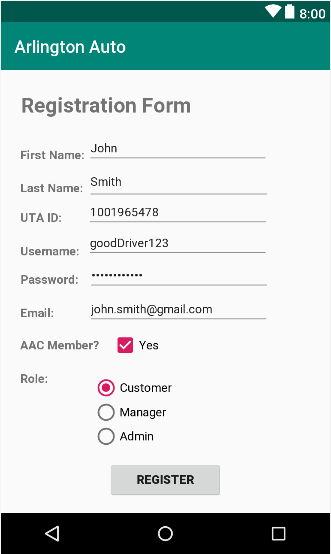 8:00
Arlington Auto
Registration Form
First Name: John
Last Name: Smith
UTA ID: 1001965478
Username: goodDriver123
Password: ••••••••••••
Email: john.smith@gmail.com
AAC Member? Yes
Role: Customer
Manager
Admin
REGISTER